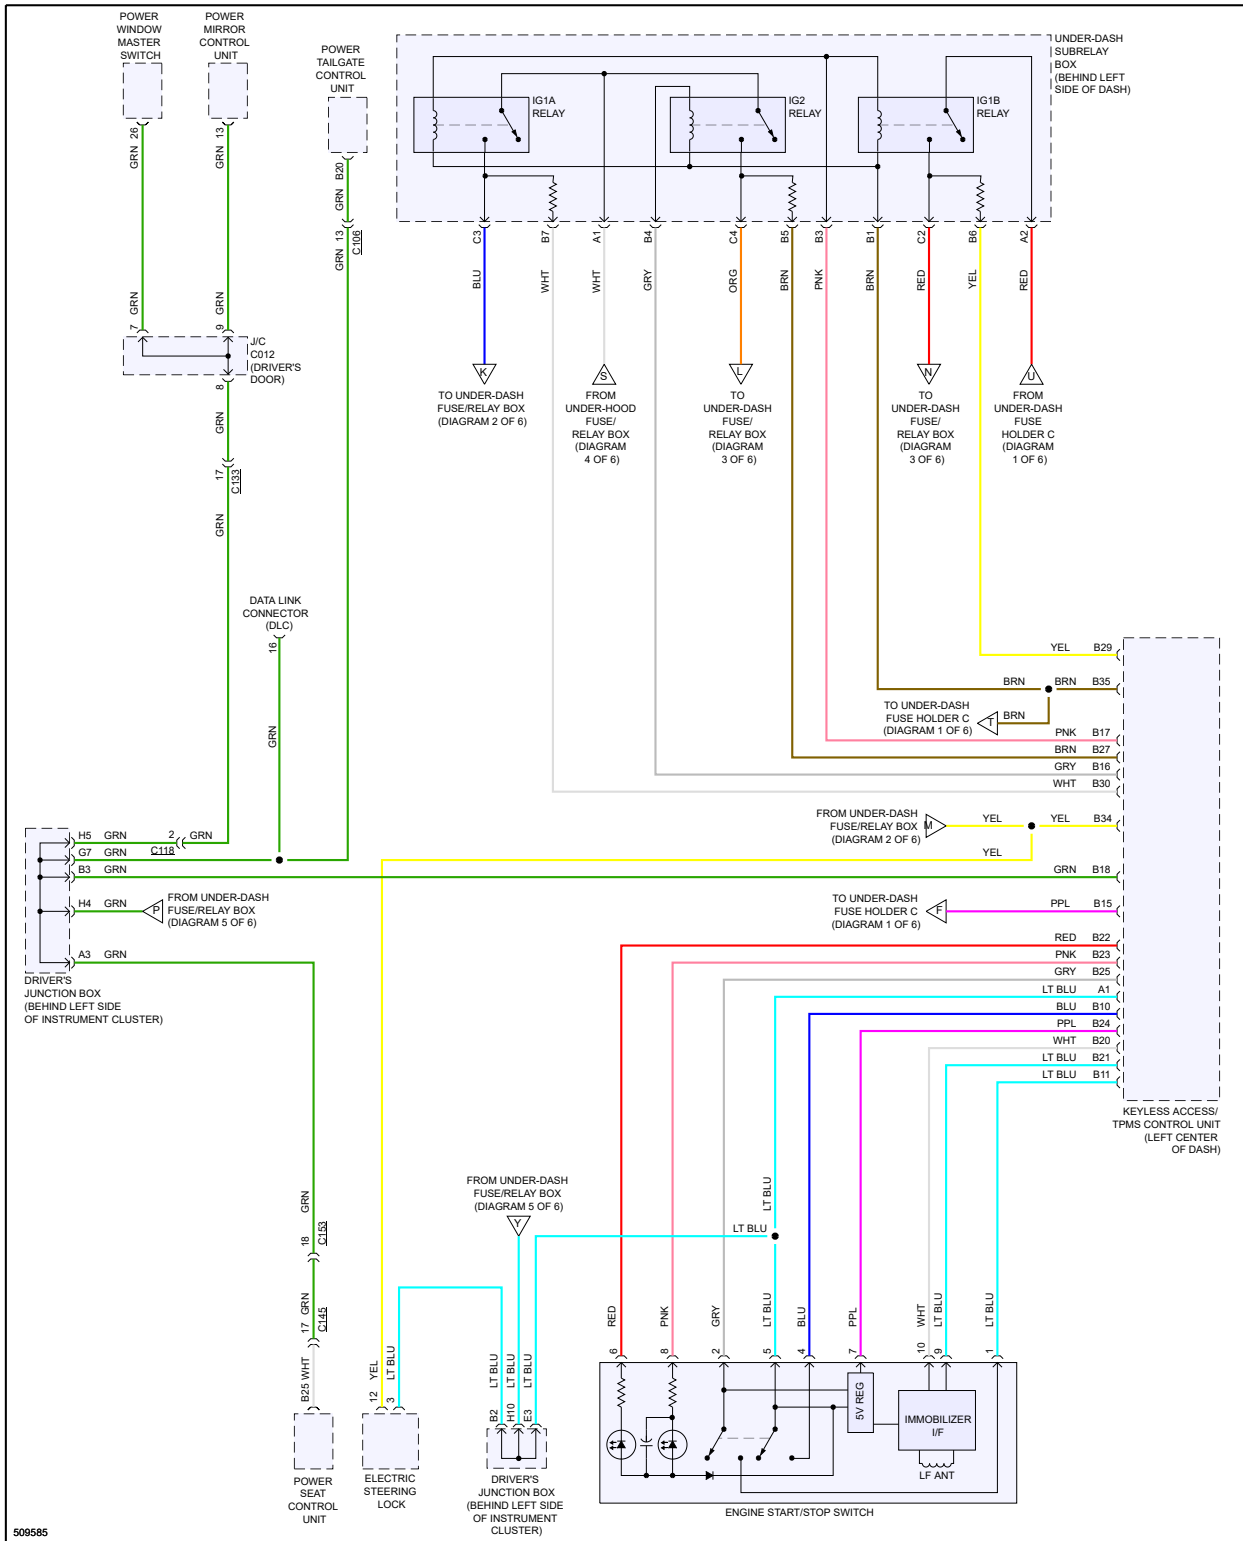 POWER
WINDOW
MASTER
SWITCH
POWER
MIRROR
CONTROL
UNIT
POWER
TAILGATE
CONTROL
UNIT
UNDER-DASH
SUBRELAY
BOX
(BEHIND LEFT
SIDE OF DASH)
IG1A
RELAY
IG2
RELAY
IG1B
RELAY
26
GRN
13
GRN
B20
GRN
13
C106
GRN
C3
B7
A1
B4
C4
B5
B3
B1
C2
B6
A2
BLU
WHT
WHT
GRY
ORG
BRN
PNK
BRN
RED
YEL
RED
GRN
GRN
7
9
J/C
C012
(DRIVER'S
DOOR)
8
GRN
17
C133
GRN
K
TO UNDER-DASH
FUSE/RELAY BOX
(DIAGRAM 2 OF 6)
S
FROM
UNDER-HOOD
FUSE/
RELAY BOX
(DIAGRAM
4 OF 6)
L
TO
UNDER-DASH
FUSE/
RELAY BOX
(DIAGRAM
3 OF 6)
N
TO
UNDER-DASH
FUSE/
RELAY BOX
(DIAGRAM
3 OF 6)
U
FROM
UNDER-DASH
FUSE
HOLDER C
(DIAGRAM
1 OF 6)
DATA LINK
CONNECTOR
(DLC)
16
GRN
YEL B29
BRN BRN B35
TO UNDER-DASH
FUSE HOLDER C
(DIAGRAM 1 OF 6)
T BRN
PNK B17
BRN B27
GRY B16
WHT B30
FROM UNDER-DASH
FUSE/RELAY BOX
(DIAGRAM 2 OF 6)
M YEL YEL B34
YEL
GRN B18
TO UNDER-DASH
FUSE HOLDER C
(DIAGRAM 1 OF 6)
F PPL B15
RED B22
PNK B23
GRY B25
LT BLU A1
BLU B10
PPL B24
WHT B20
LT BLU B21
LT BLU B11
KEYLESS ACCESS/
TPMS CONTROL UNIT
(LEFT CENTER
OF DASH)
H5 GRN 2 GRN
C118
G7 GRN
B3 GRN
H4 GRN P
FROM UNDER-DASH
FUSE/RELAY BOX
(DIAGRAM 5 OF 6)
A3 GRN
DRIVER'S
JUNCTION BOX
(BEHIND LEFT SIDE
OF INSTRUMENT CLUSTER)
GRN
18
C153
GRN
17
C145
WHT
B25
POWER
SEAT
CONTROL
UNIT
YEL
12
LT BLU
3
ELECTRIC
STEERING
LOCK
FROM UNDER-DASH
FUSE/RELAY BOX
(DIAGRAM 5 OF 6)
Y
LT BLU
LT BLU
LT BLU
B2
H10
E3
DRIVER'S
JUNCTION BOX
(BEHIND LEFT SIDE
OF INSTRUMENT
CLUSTER)
LT BLU
LT BLU
RED
PNK
GRY
LT BLU
BLU
PPL
WHT
LT BLU
LT BLU
6
8
2
5
4
7
10
9
1
5V REG
IMMOBILIZER
I/F
LF ANT
ENGINE START/STOP SWITCH
509585